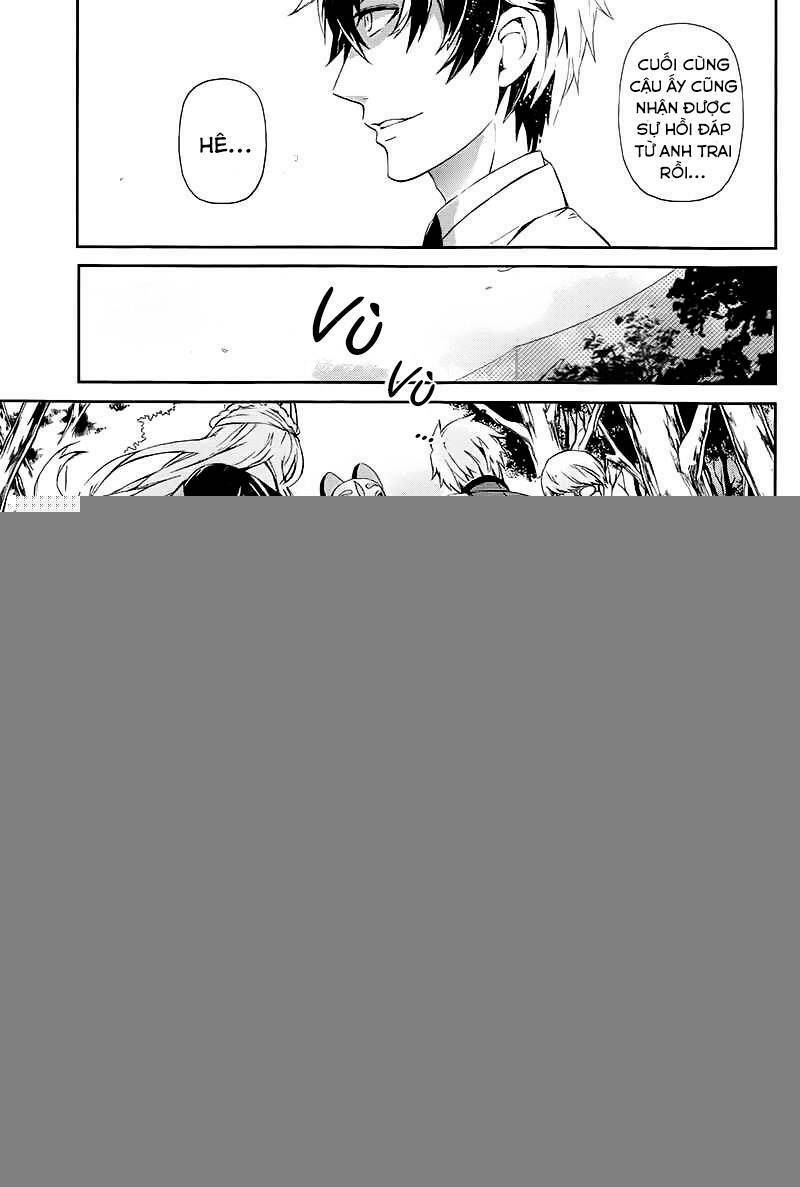 CUỐI CÙNG
CẬU ẤY CŨNG
NHẬN ĐƯỢC
SỰ HỒI ĐÁP
TỪ ANH TRAI
RỒI...
HÊ...
VÙ
VÙ
...